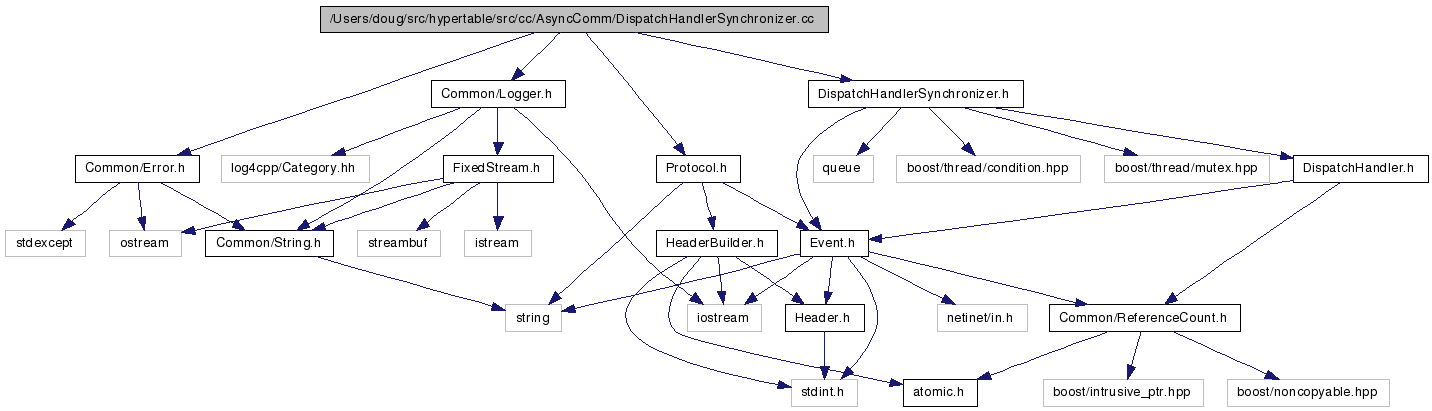 /Users/doug/src/hypertable/src/cc/AsyncComm/DispatchHandlerSynchronizer.cc
Common/Logger.h
DispatchHandlerSynchronizer.h
Common/Error.h
log4cpp/Category.hh
FixedStream.h
Protocol.h
queue
boost/thread/condition.hpp
boost/thread/mutex.hpp
DispatchHandler.h
stdexcept
ostream
Common/String.h
streambuf
istream
HeaderBuilder.h
Event.h
string
iostream
Header.h
netinet/in.h
Common/ReferenceCount.h
stdint.h
atomic.h
boost/intrusive_ptr.hpp
boost/noncopyable.hpp